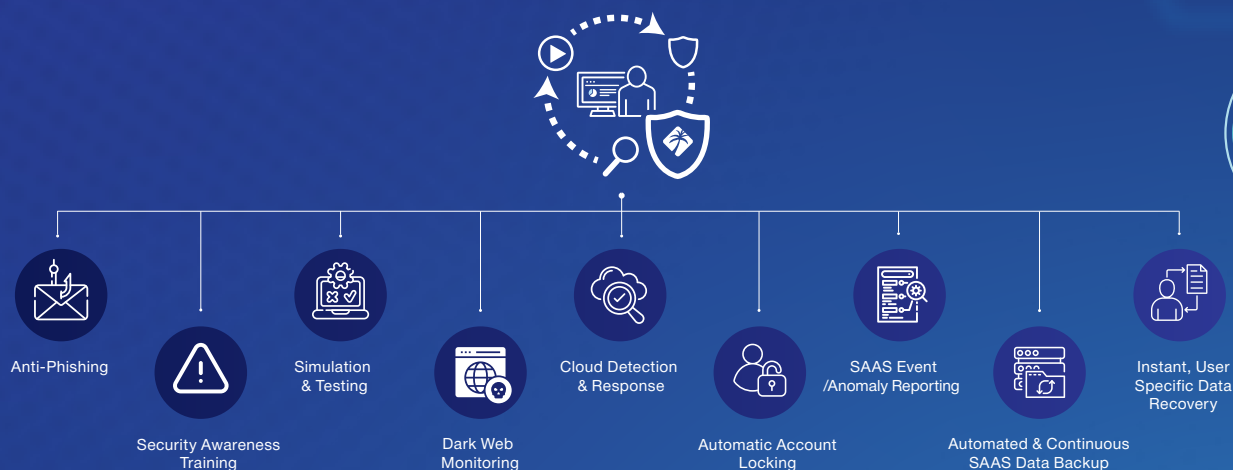 Anti-Phishing
Security Awareness
Training
Simulation
& Testing
Dark Web
Monitoring
Cloud Detection
& Response
Automatic Account
Locking
SAAS Event
/Anomaly Reporting
Automated & Continuous
SAAS Data Backup
Instant, User
Specific Data
Recovery